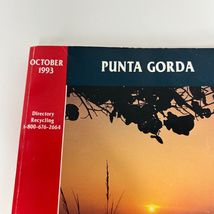 OCTOBER
1993
PUNTA GORDA
Directory
Recycling
1-800-676-2664